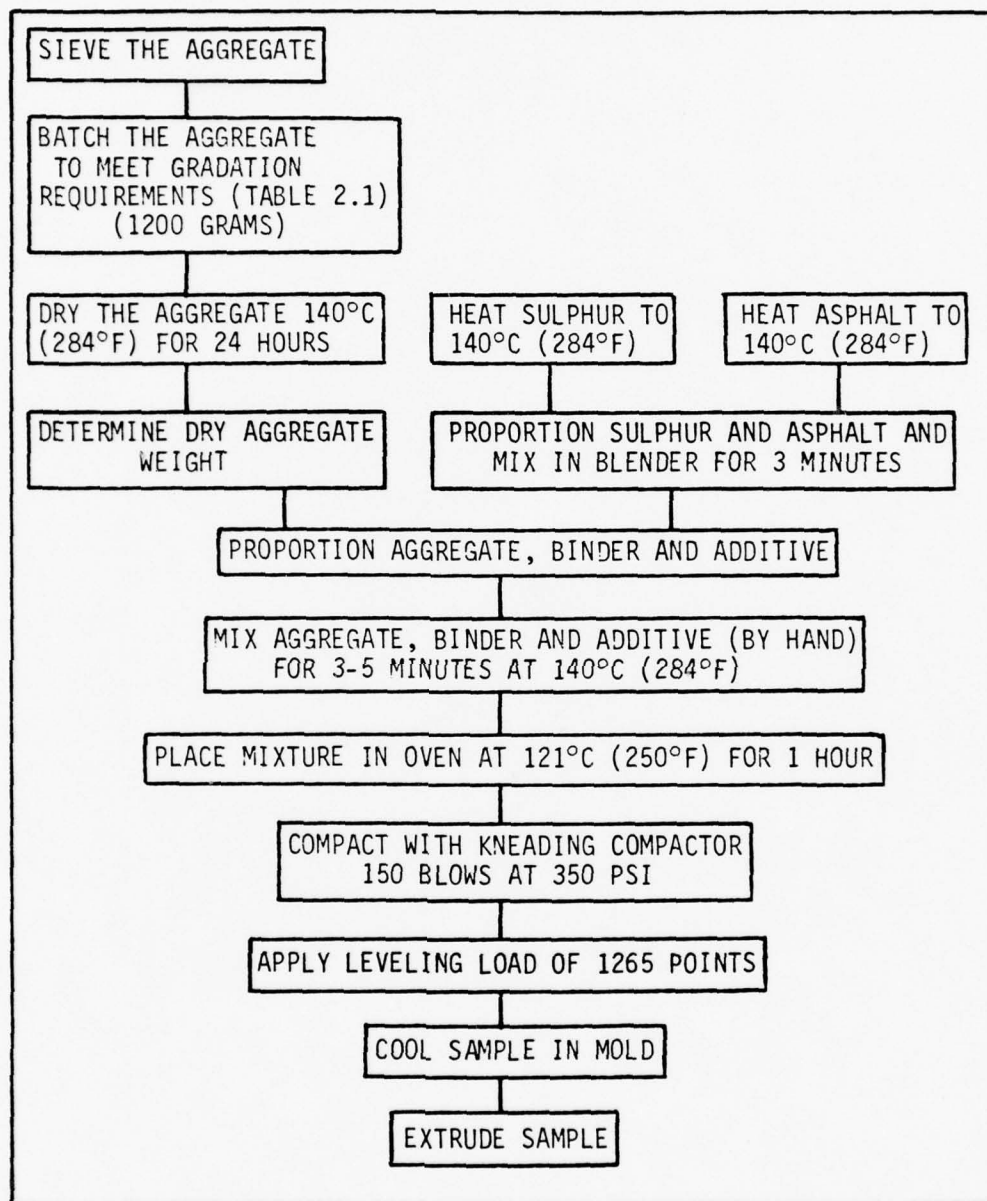 SIEVE THE AGGREGATE
BATCH THE AGGREGATE
TO MEET GRADATION
REQUIREMENTS (TABLE 2.1)
(1200 GRAMS)
DRY THE AGGREGATE 140°C
(284°F) FOR 24 HOURS
HEAT SULPHUR TO
140°C (284°F)
HEAT ASPHALT TO
140°C (284°F)
DETERMINE DRY AGGREGATE
WEIGHT
PROPORTION SULPHUR AND ASPHALT AND
MIX IN BLENDER FOR 3 MINUTES
PROPORTION AGGREGATE, BINDER AND ADDITIVE
MIX AGGREGATE, BINDER AND ADDITIVE (BY HAND)
FOR 3-5 MINUTES AT 140°C (284°F)
PLACE MIXTURE IN OVEN AT 121°C (250°F) FOR 1 HOUR
COMPACT WITH KNEADING COMPACTOR
150 BLOWS AT 350 PSI
APPLY LEVELING LOAD OF 1265 POINTS
COOL SAMPLE IN MOLD
EXTRUDE SAMPLE